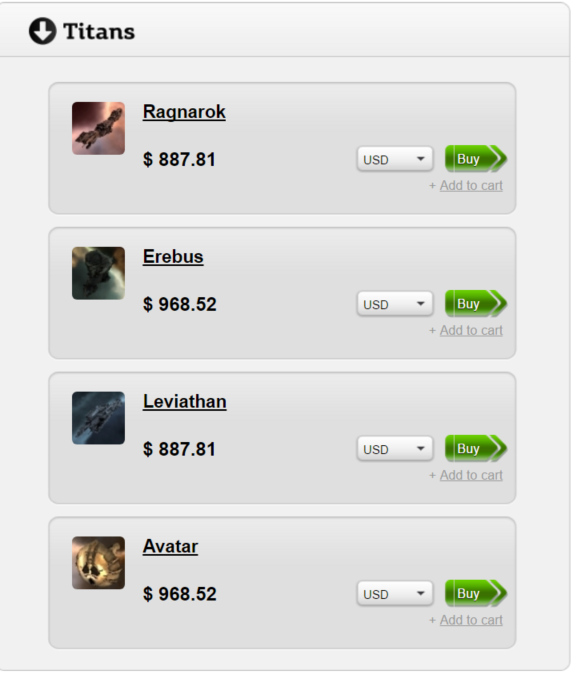 Titans
Ragnarok
$ 887.81
USD
Buy
+ Add to cart
Erebus
$ 968.52
USD
Buy
+ Add to cart
Leviathan
$ 887.81
USD
Buy
+ Add to cart
Avatar
$ 968.52
USD
Buy
+ Add to cart